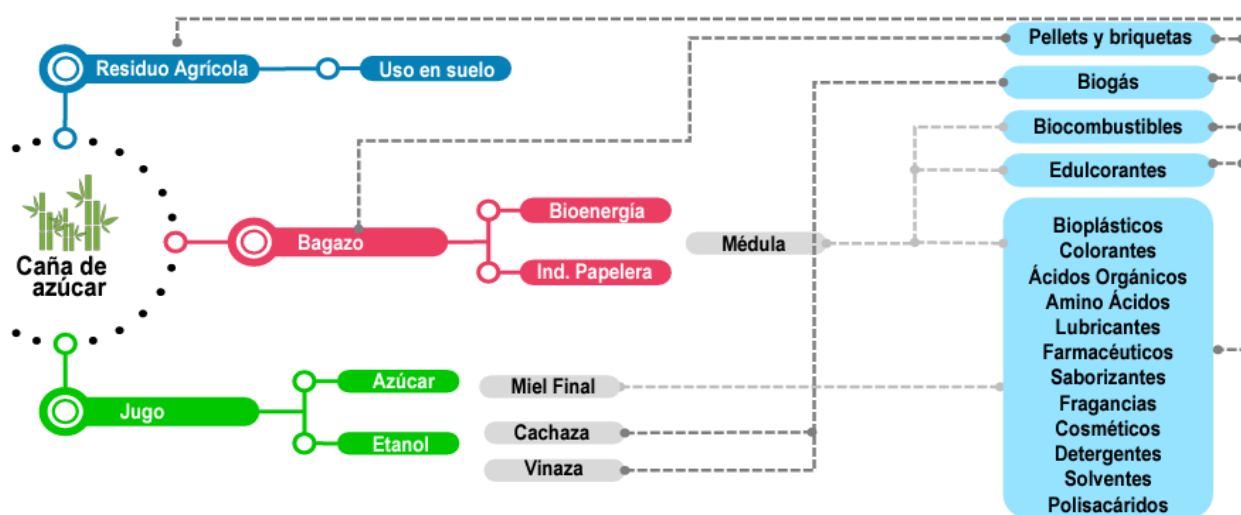 Residuo Agrícola
Uso en suelo
Caña de
azúcar
Bagazo
Bioenergía
Ind. Papelera
Médula
Jugo
Azúcar
Etanol
Miel Final
Cachaza
Vinaza
Pellets y briquetas
Biogás
Biocombustibles
Edulcorantes
Bioplásticos
Colorantes
Ácidos Orgánicos
Amino Ácidos
Lubricantes
Farmacéuticos
Saborizantes
Fragancias
Cosméticos
Detergentes
Solventes
Polisacáridos